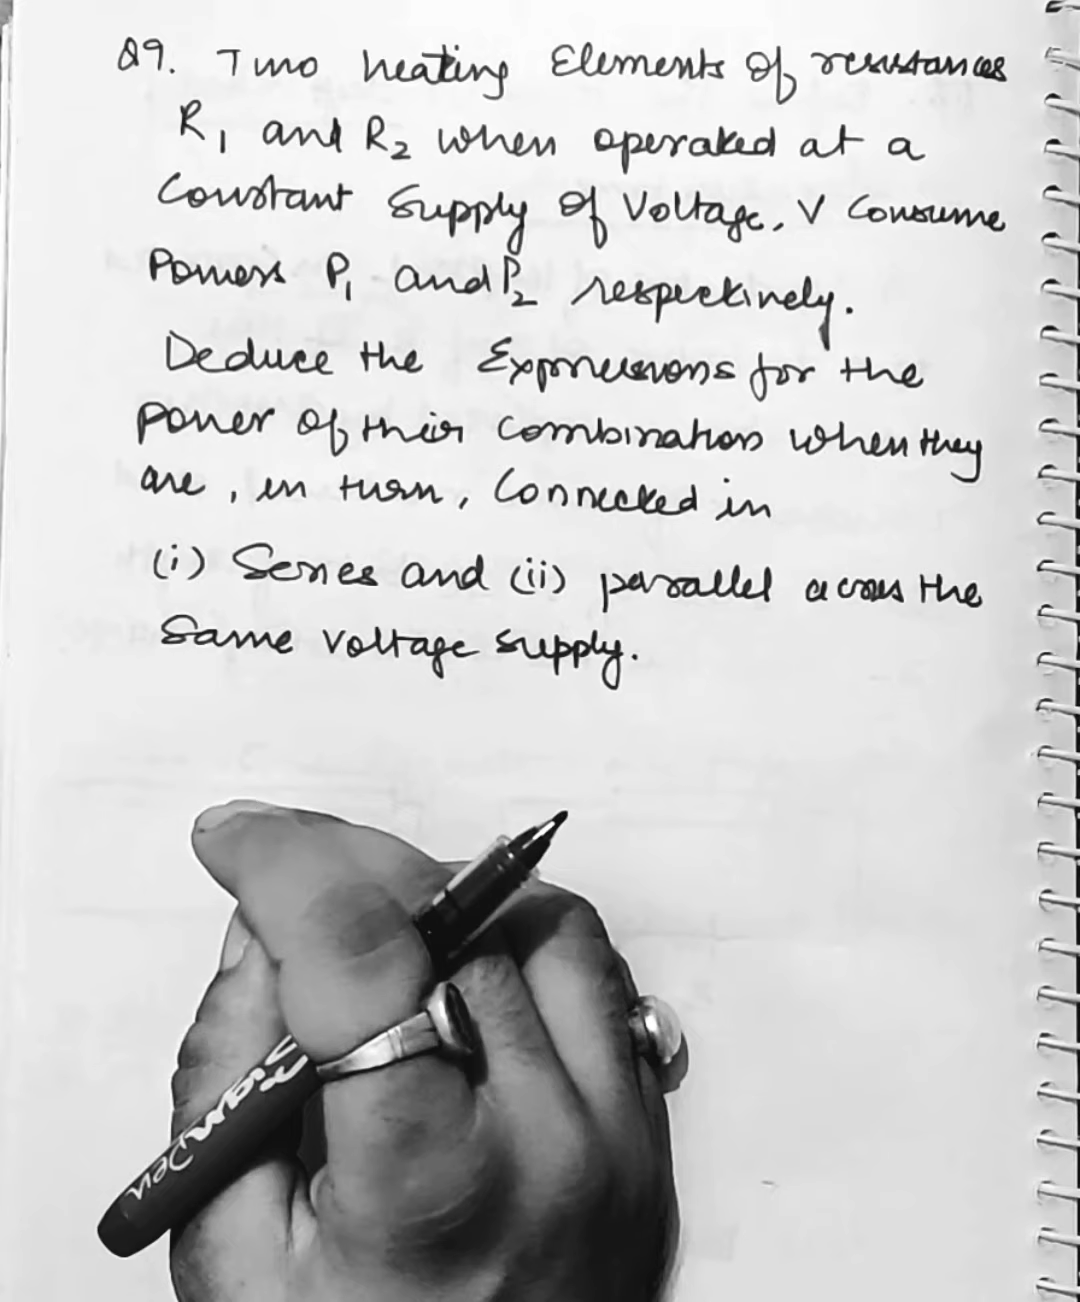 Q9. Two heating Elements of resistances
R₁ and R₂ when operated at a
Constant Supply of Voltage, V Consume
Powers P₁ and P₂ respectively.
Deduce the Expressions for the
power of their combination when they
are, in turn, Connected in
(i) Series and (ii) parallel across the
Same voltage supply.